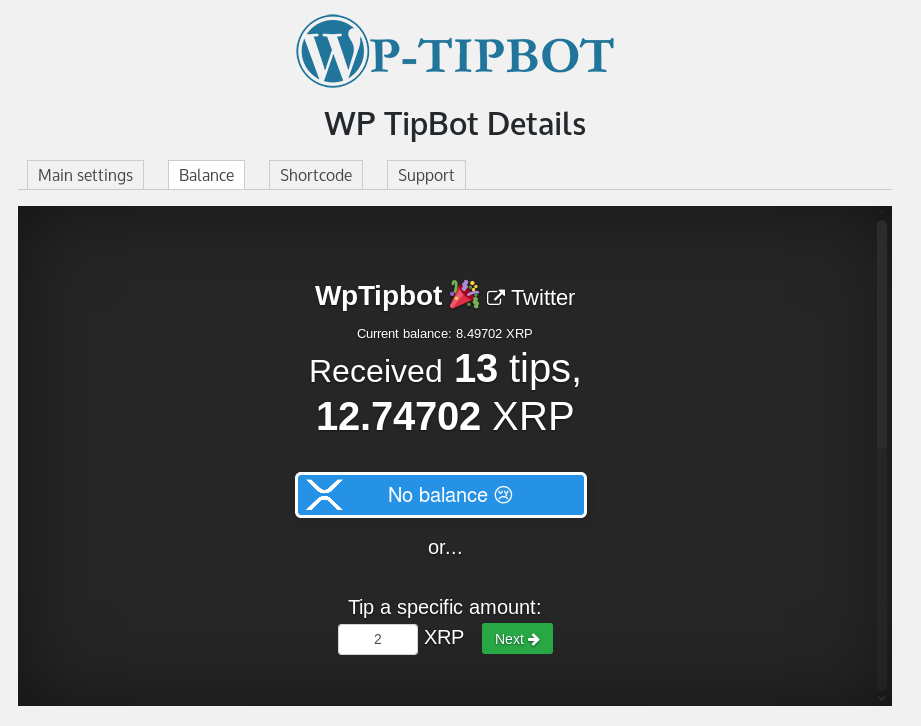 WP-TIPBOT
WP TipBot Details
Main settings Balance Shortcode Support
WpTipbot 🎉 Twitter
Current balance: 8.49702 XRP
Received 13 tips,
12.74702 XRP
No balance 😢
or...
Tip a specific amount:
2 XRP Next